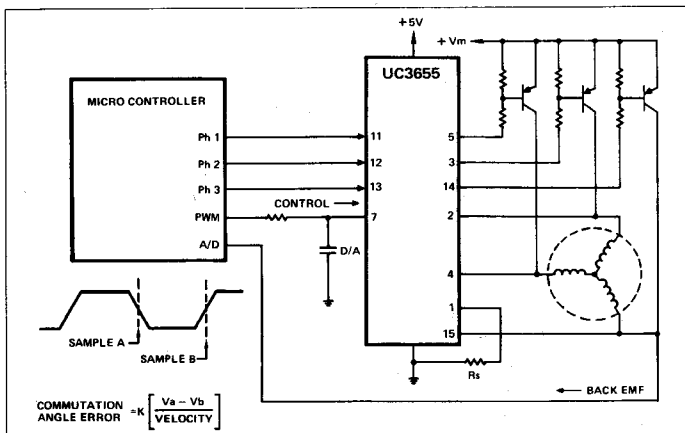 +5V
+ Vm
UC3655
MICRO CONTROLLER
Ph 1
11
5
Ph 2
12
3
Ph 3
13
14
CONTROL
PWM
7
2
A/D
D/A
4
1
15
SAMPLE A
SAMPLE B
Rs
BACK EMF
COMMUTATION
ANGLE ERROR = K [ Va – Vb / VELOCITY ]